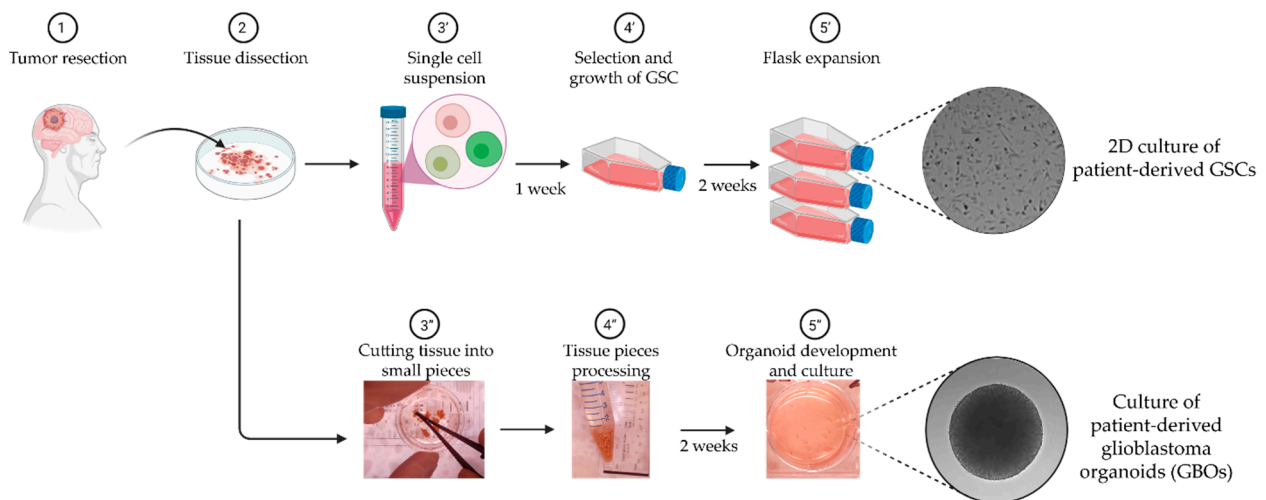 1
Tumor resection
2
Tissue dissection
3'
Single cell
suspension
4'
Selection and
growth of GSC
5'
Flask expansion
1 week
2 weeks
2D culture of
patient-derived GSCs
3"
Cutting tissue into
small pieces
4"
Tissue pieces
processing
5"
Organoid development
and culture
2 weeks
Culture of
patient-derived
glioblastoma
organoids (GBOs)